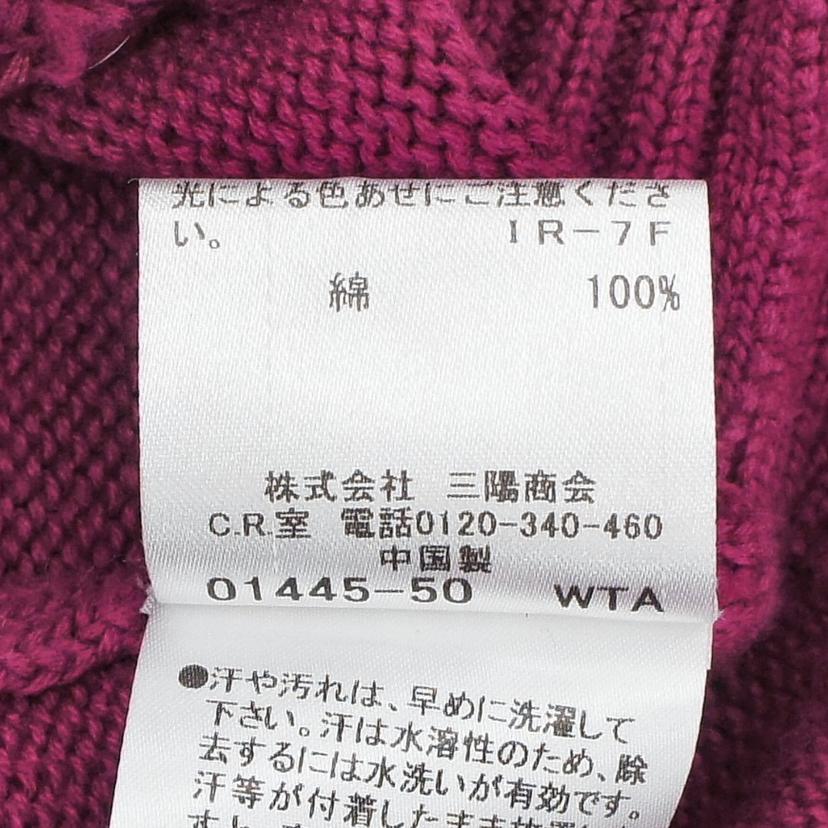 光による色あせにご注意くださ
い。 IR-7F
綿 100%
株式会社 三陽商会
C.R.室 電話0120-340-460
中国製
01445-50 WTA
●汗や汚れは、早めに洗濯して
下さい。汗は水溶性のため、除
去するには水洗いが有効です。
汗等が付着したまま放置